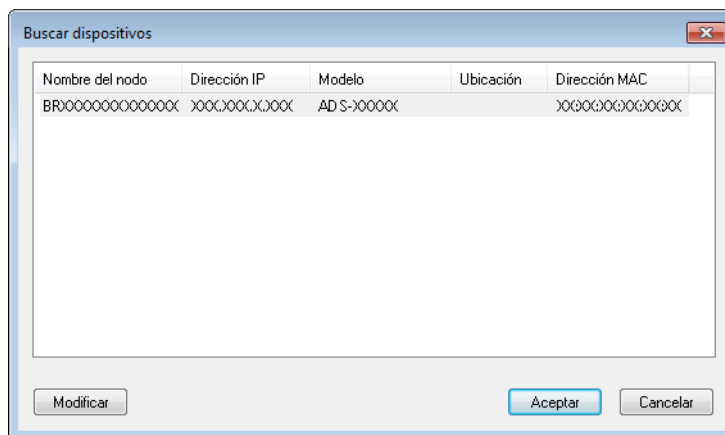 Buscar dispositivos
Nombre del nodo Dirección IP Modelo Ubicación Dirección MAC
BRXXXXXXXXXXXXX XXX.XXX.X.XXX ADS-XXXXX XX:XX:XX:XX:XX:XX
Modificar Aceptar Cancelar